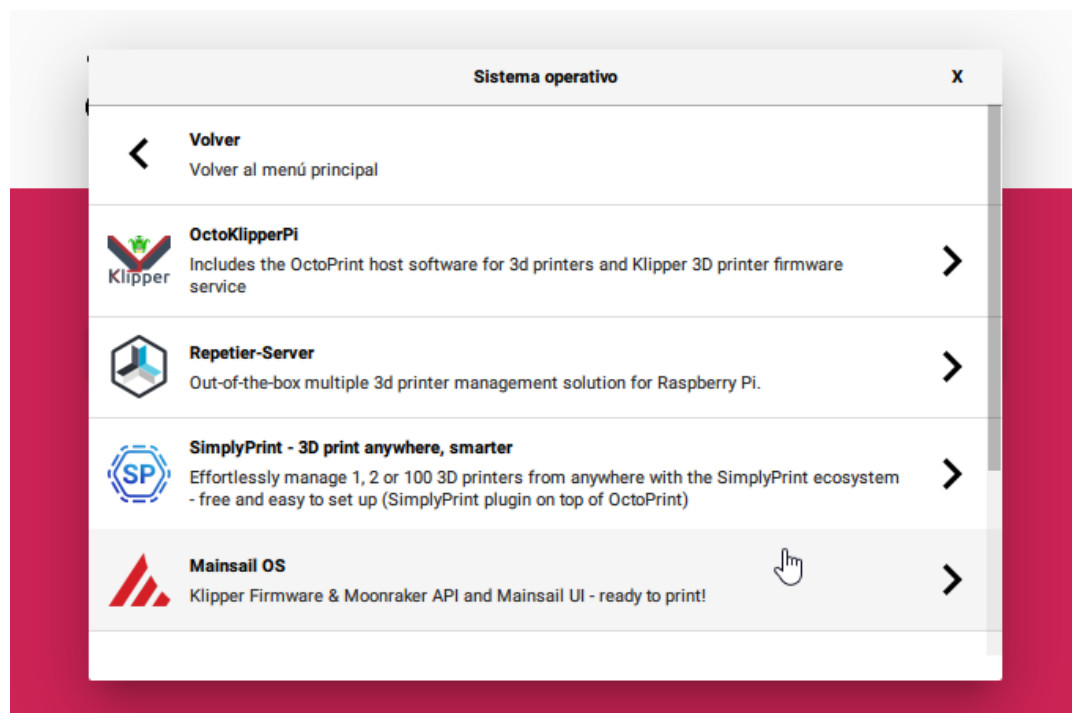 Sistema operativo
X
Volver
Volver al menú principal
OctoKlipperPi
Klipper
Includes the OctoPrint host software for 3d printers and Klipper 3D printer firmware
service
Repetier-Server
Out-of-the-box multiple 3d printer management solution for Raspberry Pi.
SimplyPrint - 3D print anywhere, smarter
SP
Effortlessly manage 1, 2 or 100 3D printers from anywhere with the SimplyPrint ecosystem
- free and easy to set up (SimplyPrint plugin on top of OctoPrint)
Mainsail OS
Klipper Firmware & Moonraker API and Mainsail UI - ready to print!